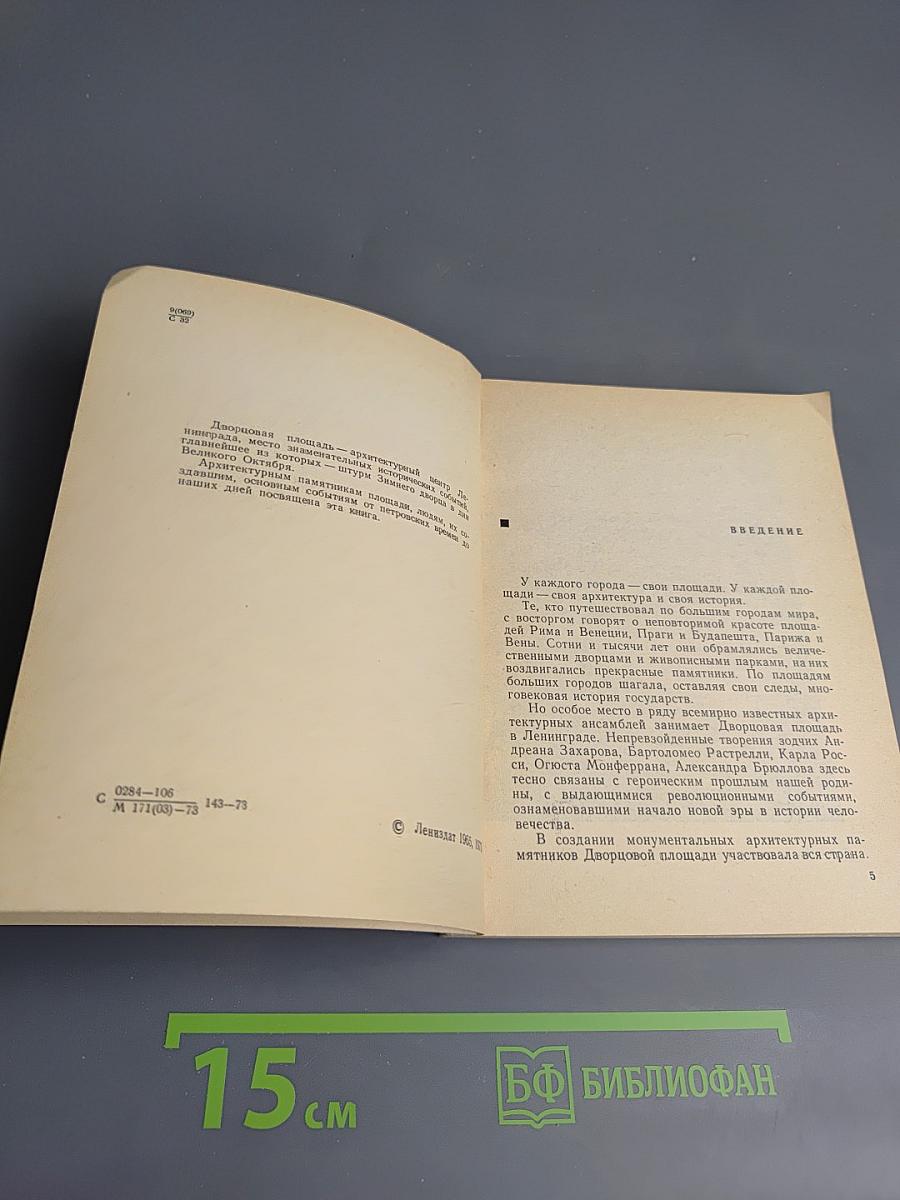 9(069)
С 32
Дворцовая площадь — архитектурный центр Ле-
нинграда, место знаменательных исторических событий,
главнейшее из которых — штурм Зимнего дворца в дни
Великого Октября.
Архитектурным памятникам площади, людям, их со-
здавшим, основным событиям от петровских времен до
наших дней посвящена эта книга.
С 0284—106
М 171(03)—73 143—73
© Лениздат 1965,
ВВЕДЕНИЕ
У каждого города — свои площади. У каждой пло-
щади — своя архитектура и своя история.
Те, кто путешествовал по большим городам мира,
с восторгом говорят о неповторимой красоте площа-
дей Рима и Венеции, Праги и Будапешта, Парижа и
Вены. Сотни и тысячи лет они обрамлялись величе-
ственными дворцами и живописными парками, на них
воздвигались прекрасные памятники. По площадям
больших городов шагала, оставляя свои следы, мно-
говековая история государств.
Но особое место в ряду всемирно известных архи-
тектурных ансамблей занимает Дворцовая площадь
в Ленинграде. Непревзойденные творения зодчих Ан-
дреана Захарова, Бартоломео Растрелли, Карла Рос-
си, Огюста Монферрана, Александра Брюллова здесь
тесно связаны с героическим прошлым нашей роди-
ны, с выдающимися революционными событиями,
ознаменовавшими начало новой эры в истории чело-
вечества.
В создании монументальных архитектурных па-
мятников Дворцовой площади участвовала вся страна.
5
15 см
БФ БИБЛИОФАН